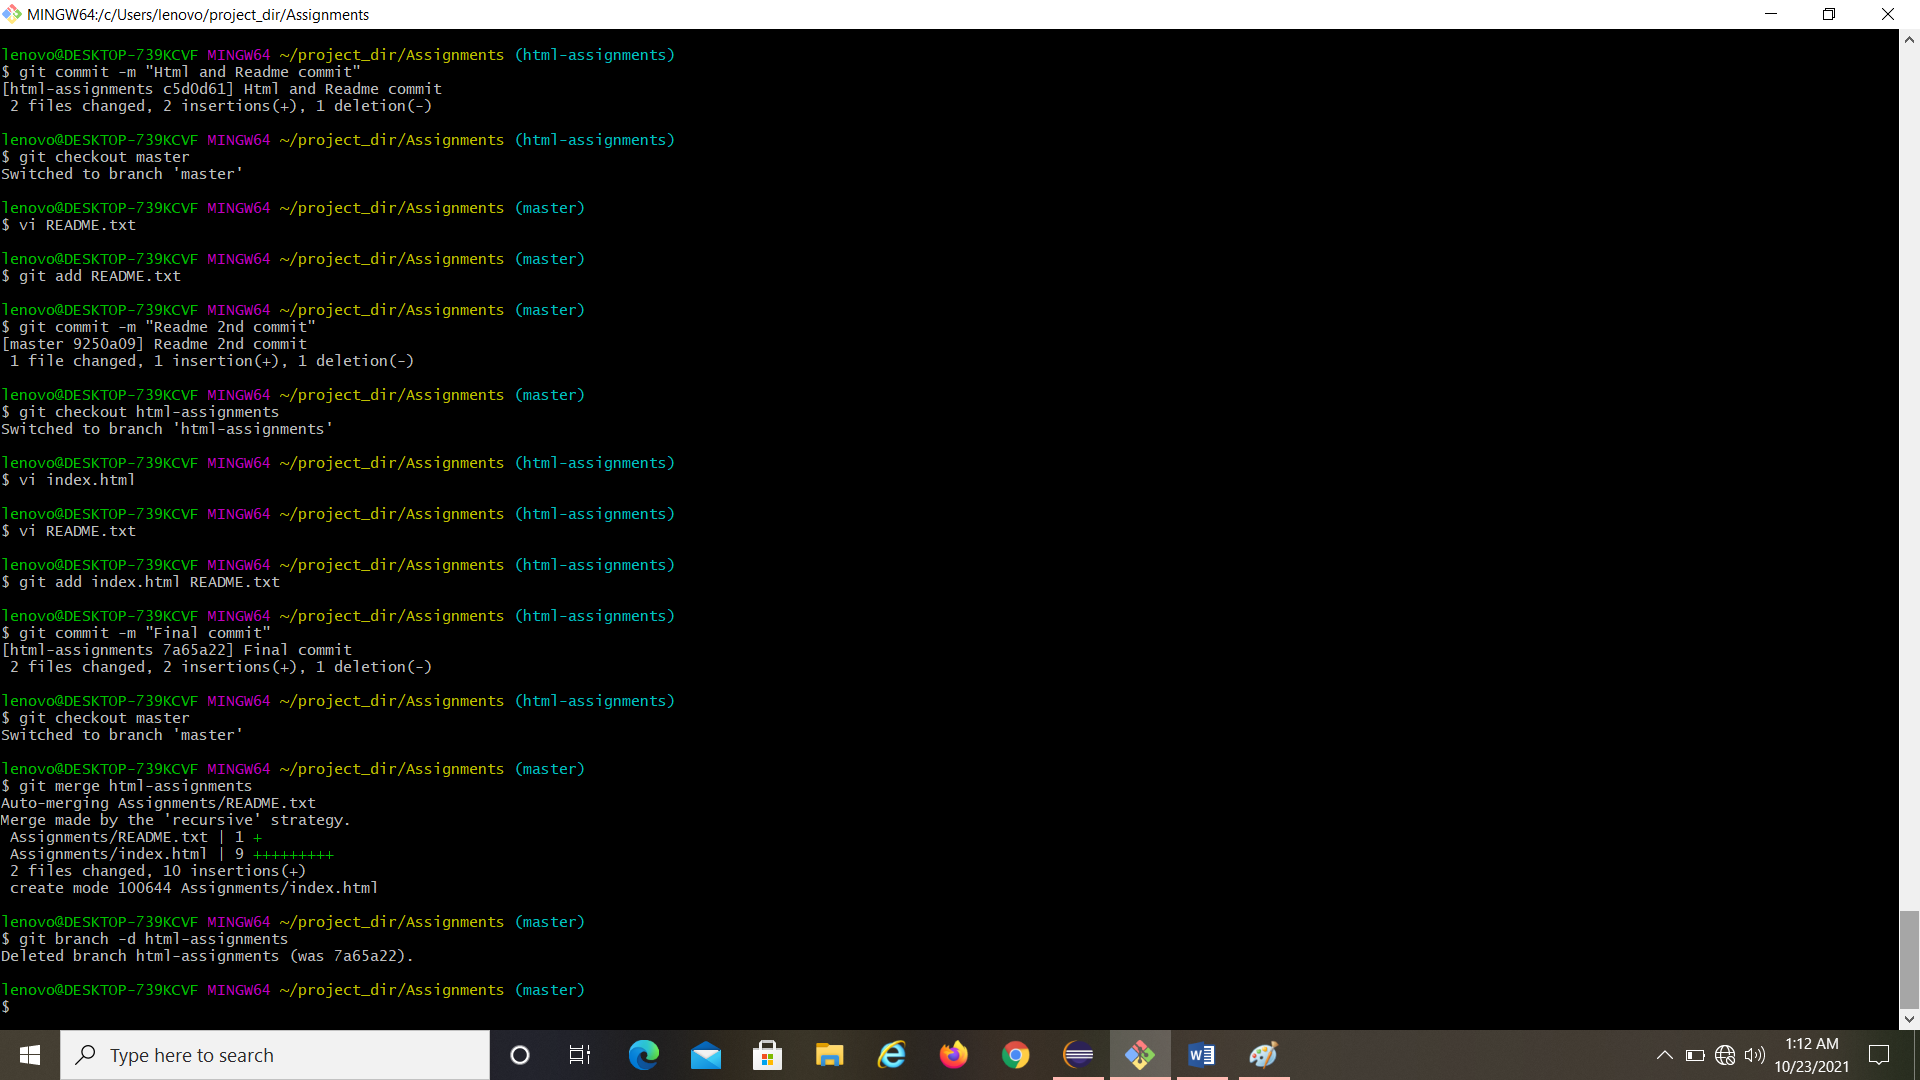 MINGW64:/c/Users/lenovo/project_dir/Assignments
lenovo@DESKTOP-739KCVF MINGW64 ~/project_dir/Assignments (html-assignments)
$ git commit -m "Html and Readme commit"
[html-assignments c5d0d61] Html and Readme commit
 2 files changed, 2 insertions(+), 1 deletion(-)
lenovo@DESKTOP-739KCVF MINGW64 ~/project_dir/Assignments (html-assignments)
$ git checkout master
Switched to branch 'master'
lenovo@DESKTOP-739KCVF MINGW64 ~/project_dir/Assignments (master)
$ vi README.txt
lenovo@DESKTOP-739KCVF MINGW64 ~/project_dir/Assignments (master)
$ git add README.txt
lenovo@DESKTOP-739KCVF MINGW64 ~/project_dir/Assignments (master)
$ git commit -m "Readme 2nd commit"
[master 9250a09] Readme 2nd commit
 1 file changed, 1 insertion(+), 1 deletion(-)
lenovo@DESKTOP-739KCVF MINGW64 ~/project_dir/Assignments (master)
$ git checkout html-assignments
Switched to branch 'html-assignments'
lenovo@DESKTOP-739KCVF MINGW64 ~/project_dir/Assignments (html-assignments)
$ vi index.html
lenovo@DESKTOP-739KCVF MINGW64 ~/project_dir/Assignments (html-assignments)
$ vi README.txt
lenovo@DESKTOP-739KCVF MINGW64 ~/project_dir/Assignments (html-assignments)
$ git add index.html README.txt
lenovo@DESKTOP-739KCVF MINGW64 ~/project_dir/Assignments (html-assignments)
$ git commit -m "Final commit"
[html-assignments 7a65a22] Final commit
 2 files changed, 2 insertions(+), 1 deletion(-)
lenovo@DESKTOP-739KCVF MINGW64 ~/project_dir/Assignments (html-assignments)
$ git checkout master
Switched to branch 'master'
lenovo@DESKTOP-739KCVF MINGW64 ~/project_dir/Assignments (master)
$ git merge html-assignments
Auto-merging Assignments/README.txt
Merge made by the 'recursive' strategy.
 Assignments/README.txt | 1 +
 Assignments/index.html | 9 +++++++++
 2 files changed, 10 insertions(+)
 create mode 100644 Assignments/index.html
lenovo@DESKTOP-739KCVF MINGW64 ~/project_dir/Assignments (master)
$ git branch -d html-assignments
Deleted branch html-assignments (was 7a65a22).
lenovo@DESKTOP-739KCVF MINGW64 ~/project_dir/Assignments (master)
$
Type here to search
1:12 AM
10/23/2021